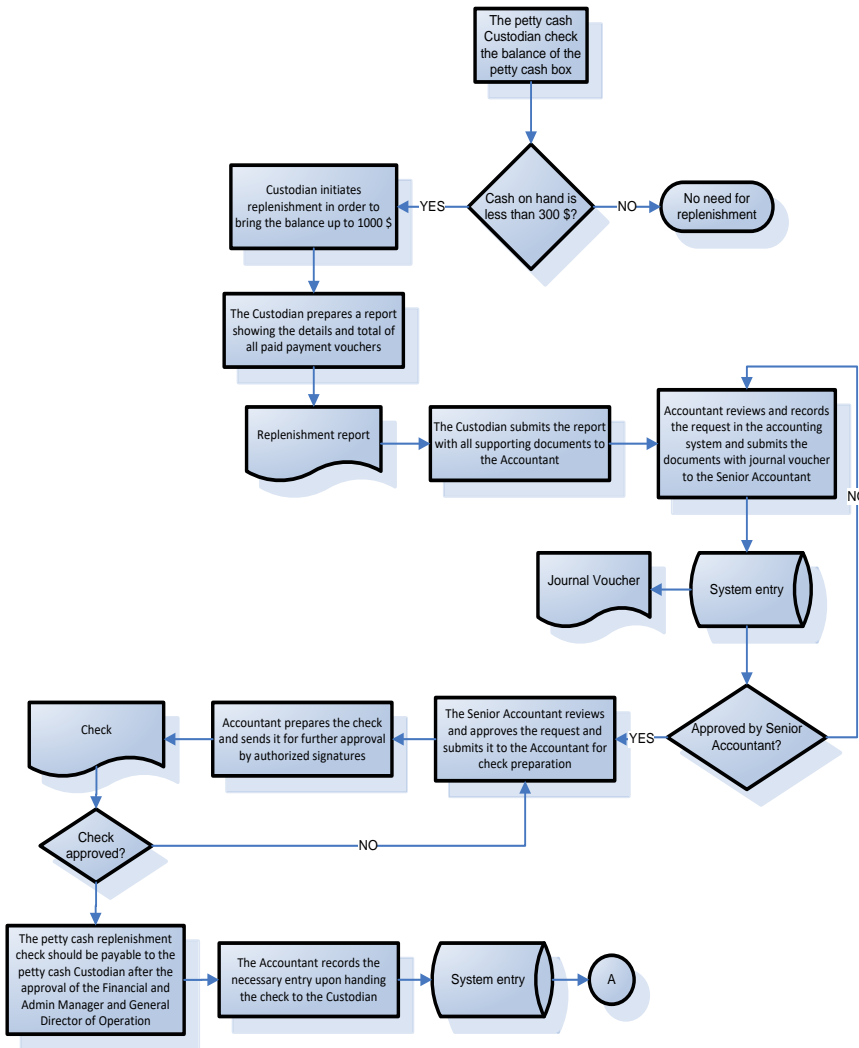 The petty cash
Custodian check
the balance of the
petty cash box
Cash on hand is
less than 300 $?
YES
NO
No need for
replenishment
Custodian initiates
replenishment in order to
bring the balance up to 1000 $
The Custodian prepares a report
showing the details and total of
all paid payment vouchers
Replenishment report
The Custodian submits the report
with all supporting documents to
the Accountant
Accountant reviews and records
the request in the accounting
system and submits the
documents with journal voucher
to the Senior Accountant
NO
Journal Voucher
System entry
Approved by Senior
Accountant?
YES
The Senior Accountant reviews
and approves the request and
submits it to the Accountant for
check preparation
Accountant prepares the check
and sends it for further approval
by authorized signatures
Check
Check
approved?
NO
The petty cash replenishment
check should be payable to the
petty cash Custodian after the
approval of the Financial and
Admin Manager and General
Director of Operation
The Accountant records the
necessary entry upon handing
the check to the Custodian
System entry
A